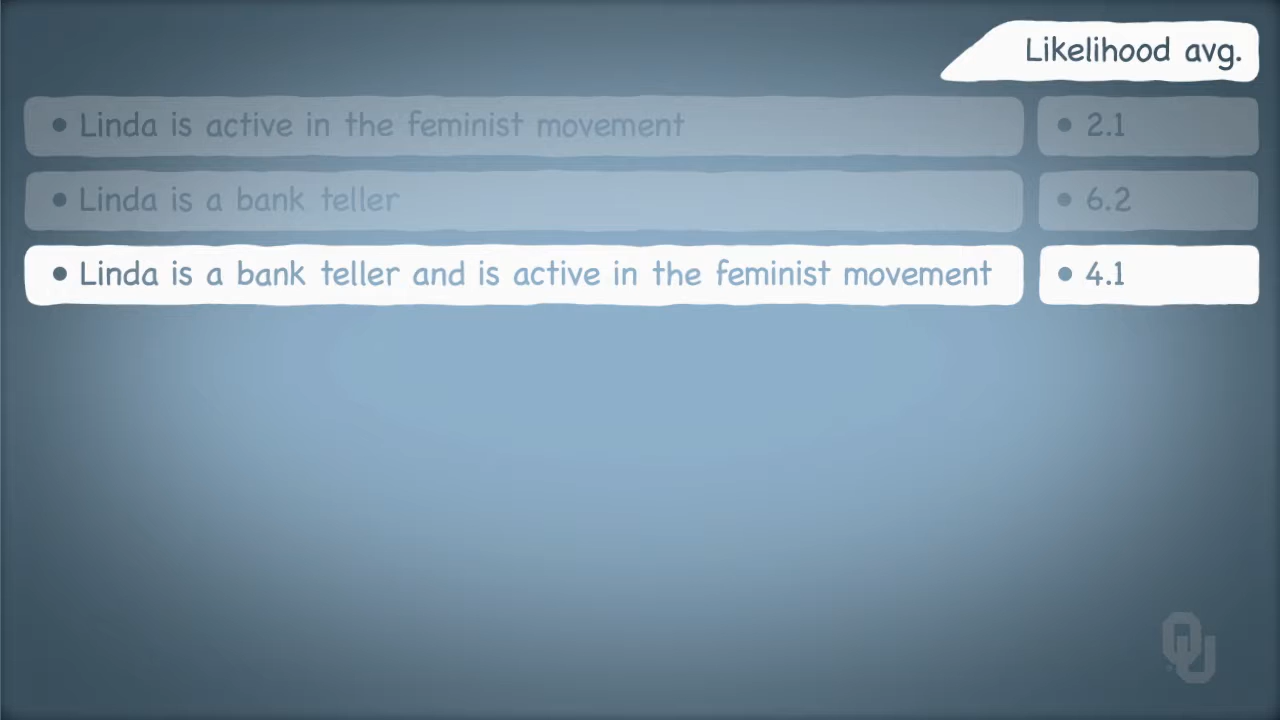 Likelihood avg.
• Linda is active in the feminist movement • 2.1
• Linda is a bank teller • 6.2
• Linda is a bank teller and is active in the feminist movement • 4.1
OU